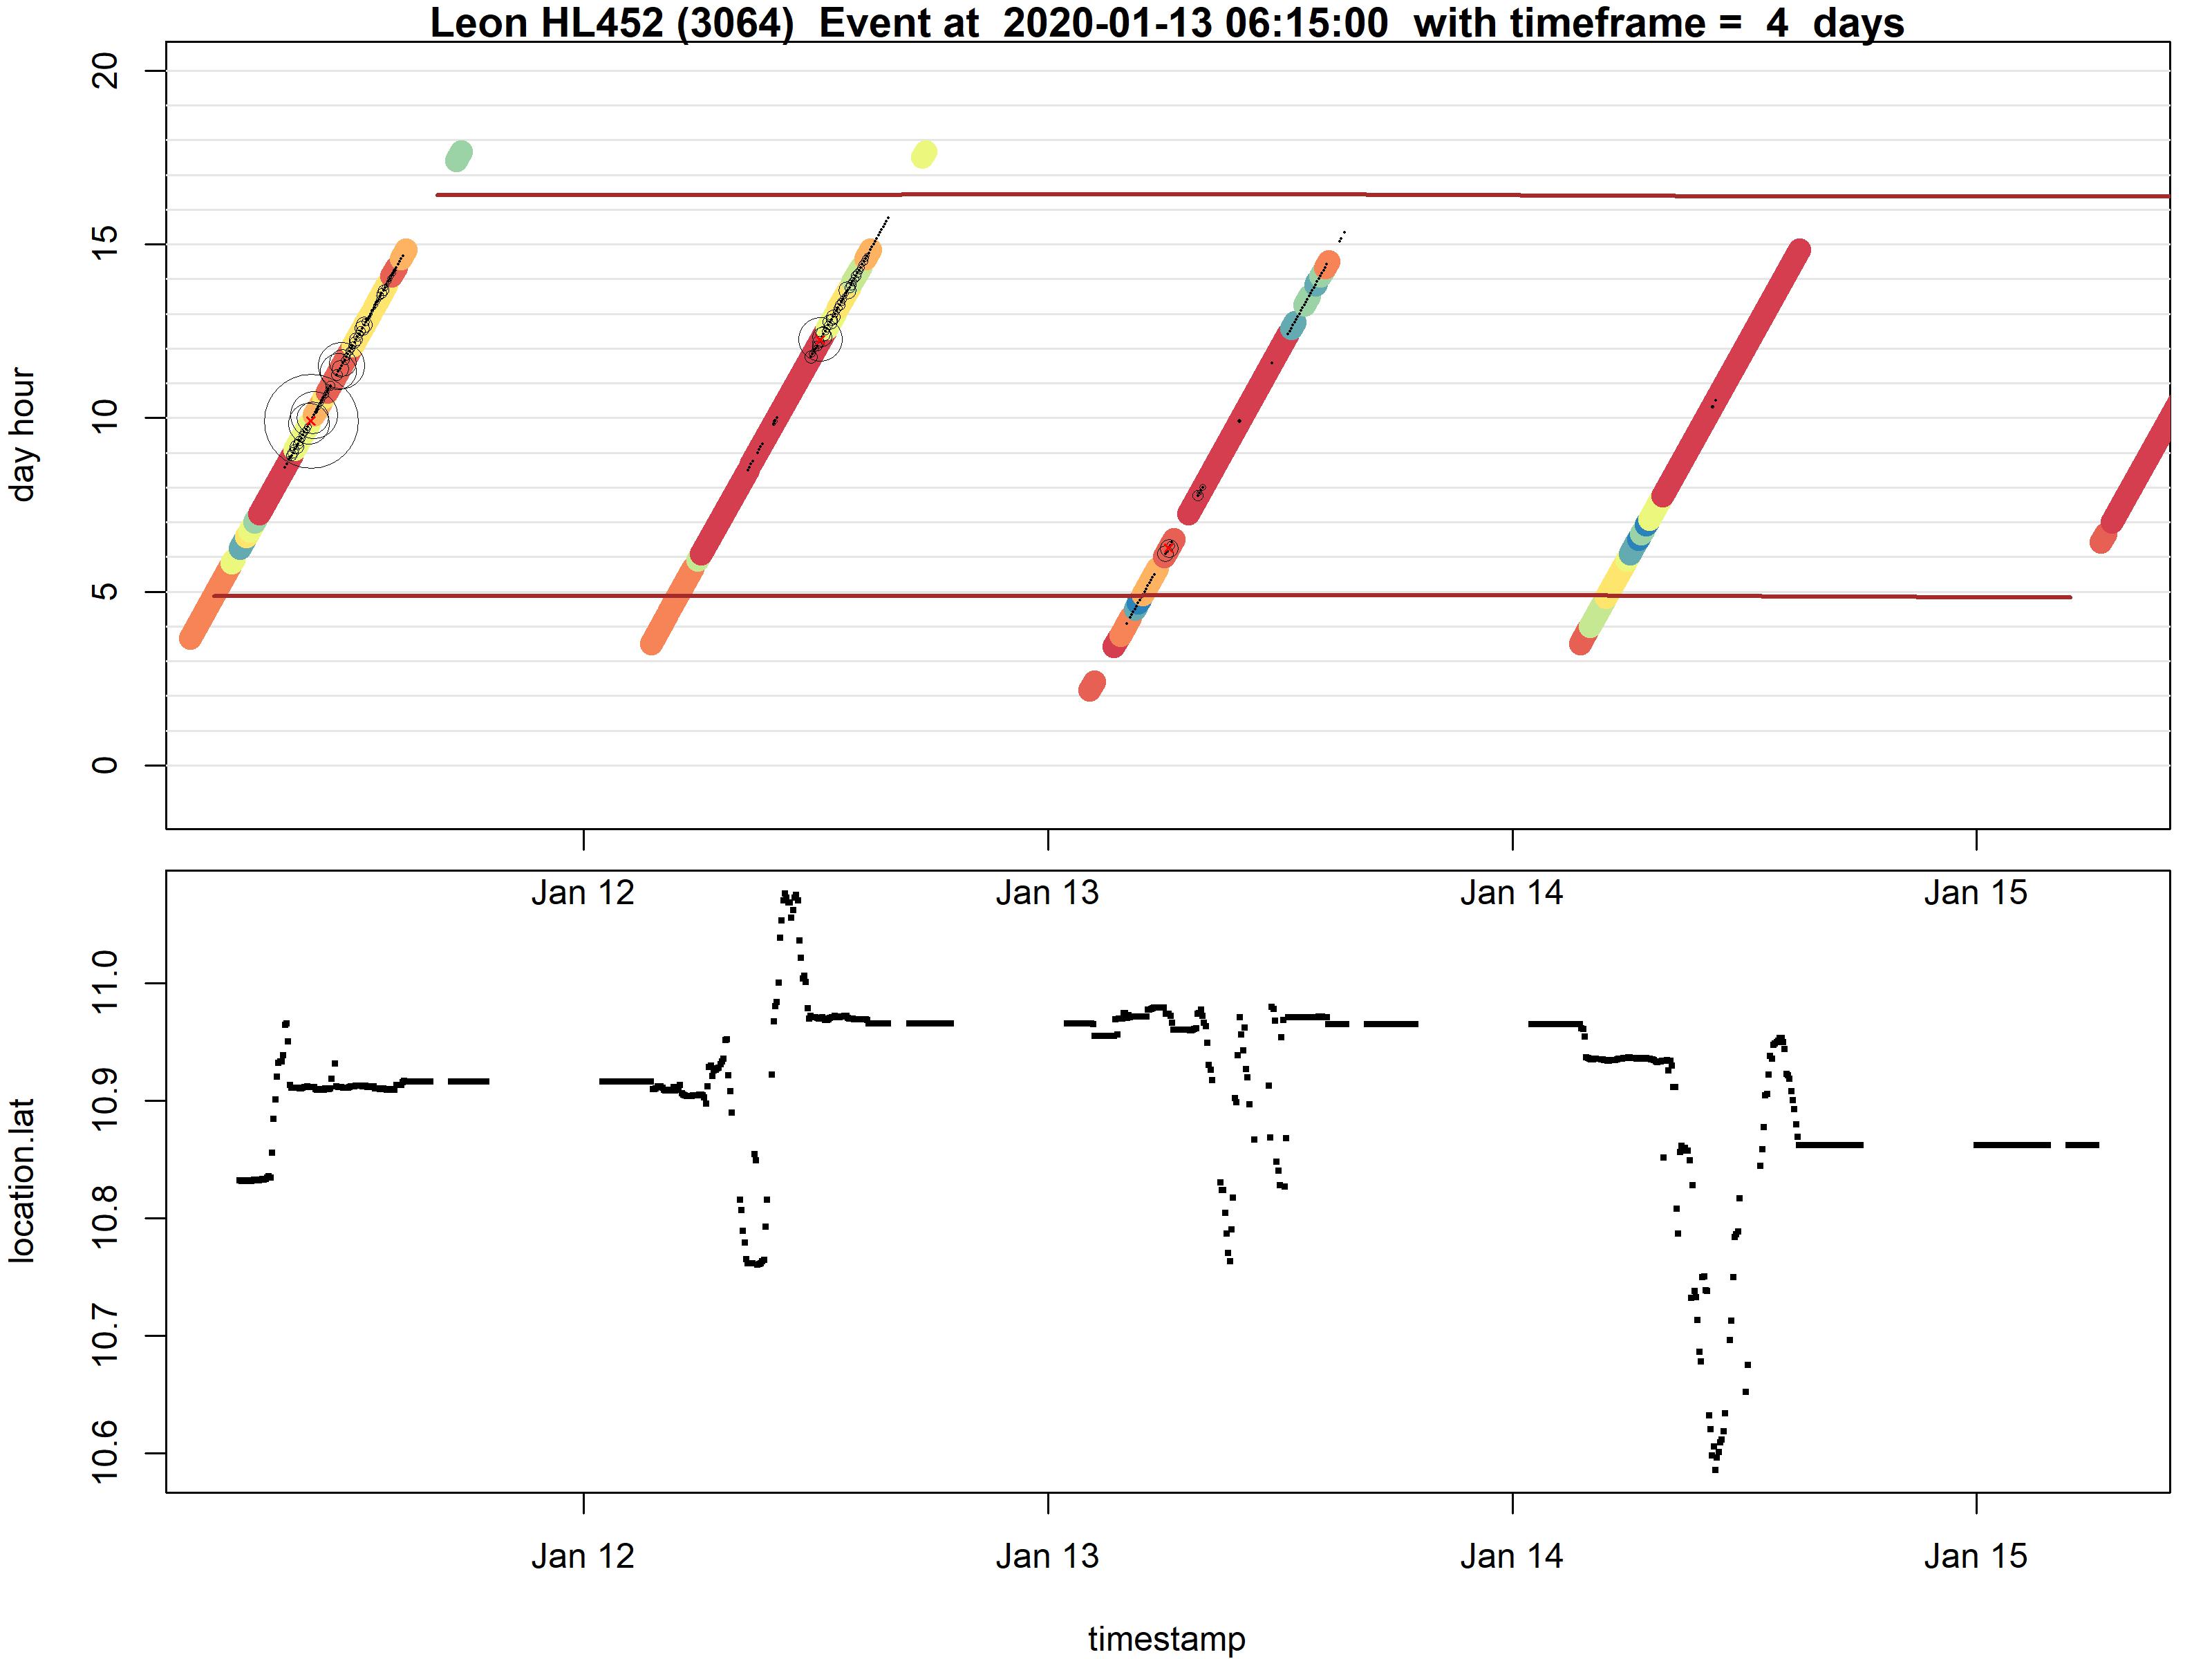 Leon HL452 (3064)  Event at  2020-01-13 06:15:00  with timeframe =  4  days
20
15
10
5
0
day hour
Jan 12 Jan 13 Jan 14 Jan 15
11.0
10.9
10.8
10.7
10.6
location.lat
Jan 12 Jan 13 Jan 14 Jan 15
timestamp